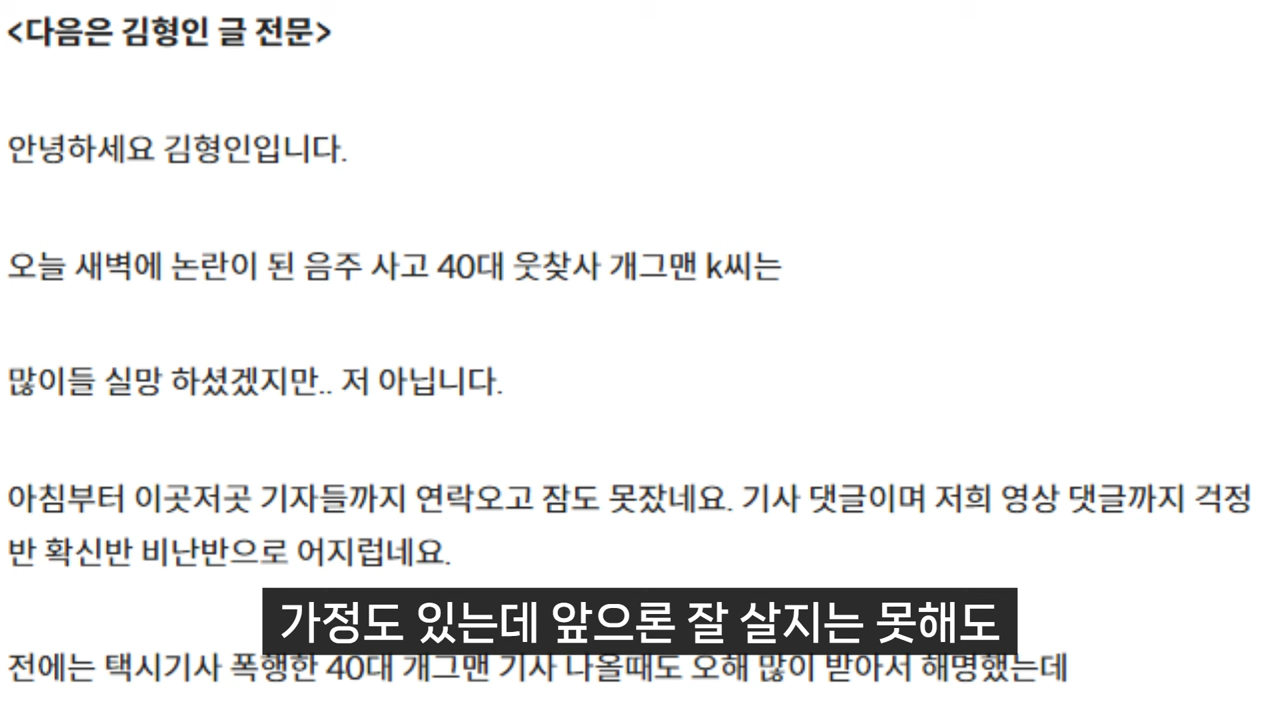 <다음은 김형인 글 전문>
안녕하세요 김형인입니다.
오늘 새벽에 논란이 된 음주 사고 40대 웃찾사 개그맨 k씨는
많이들 실망 하셨겠지만.. 저 아닙니다.
아침부터 이곳저곳 기자들까지 연락오고 잠도 못잤네요. 기사 댓글이며 저희 영상 댓글까지 걱정
반 확신반 비난반으로 어지럽네요.
가정도 있는데 앞으론 잘 살지는 못해도
전에는 택시기사 폭행한 40대 개그맨 기사 나올때도 오해 많이 받아서 해명했는데